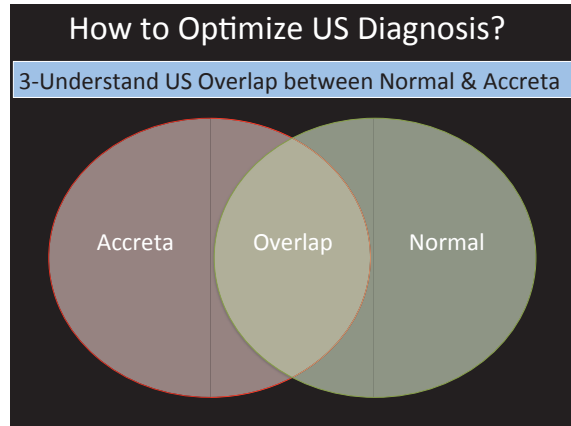 How to Optimize US Diagnosis?
3-Understand US Overlap between Normal & Accreta
Accreta Overlap Normal